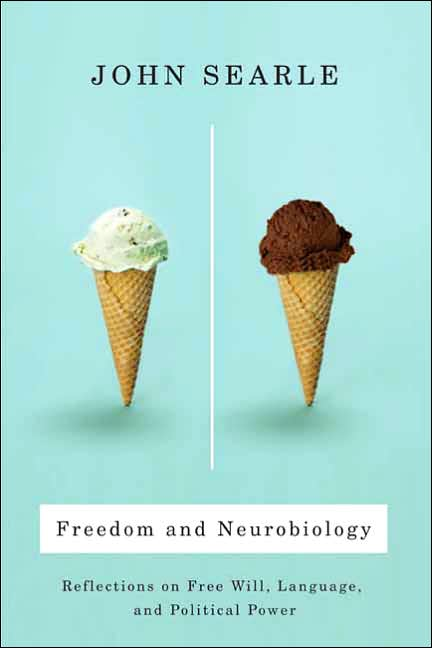 JOHN SEARLE
Freedom and Neurobiology
Reflections on Free Will, Language,
and Political Power